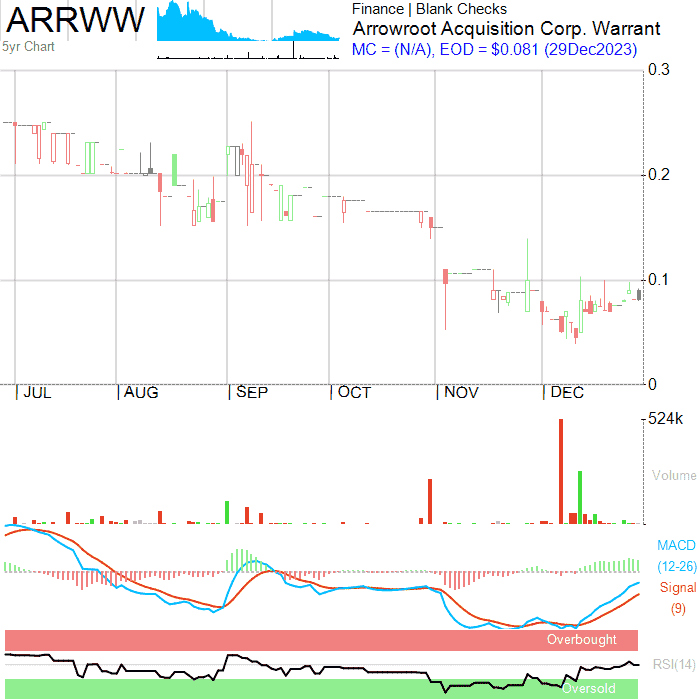 ARRWW
5yr Chart
Finance | Blank Checks
Arrowroot Acquisition Corp. Warrant
MC = (N/A), EOD = $0.081 (29Dec2023)
0.3
0.2
0.1
0
JUL AUG SEP OCT NOV DEC
524k
Volume
MACD
(12-26)
Signal
(9)
Overbought
RSI(14)
Oversold